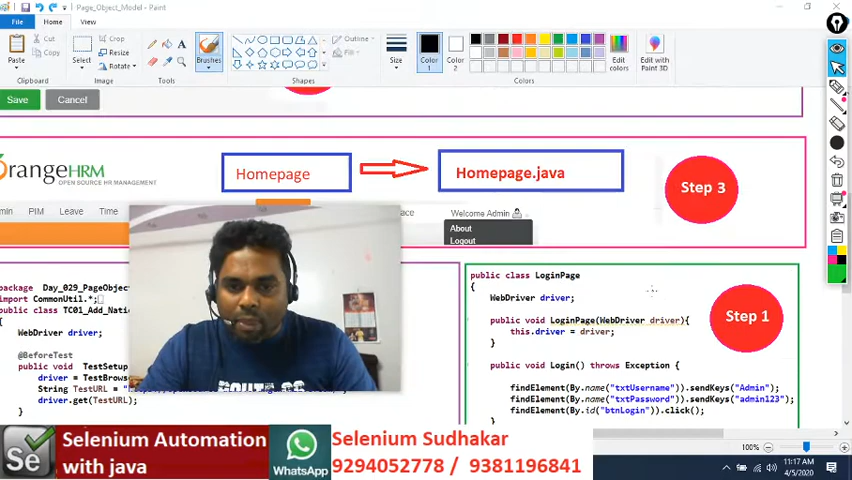 Page_Object_Model - Paint
File Home View
Cut
Copy
Paste
Crop
Resize
Rotate
Select
Brushes
Outline
Fill
Size
Color
1
Color
2
Edit
colors
Edit with
Paint 3D
Clipboard Image Tools Shapes Colors
Save Cancel
Homepage
Homepage.java
Step 3
rangeHRM
OPEN SOURCE HR MANAGEMENT
min PIM Leave Time
Welcome Admin
About
Logout
package Day_029_PageObjec
import CommonUtil.*;
public class TC01_Add_Nati
{
WebDriver driver;
@BeforeTest
public void TestSetup
driver = TestBrows
String TestURL =
driver.get(TestURL);
}
public class LoginPage
{
WebDriver driver;
public void LoginPage(WebDriver driver){
this.driver = driver;
}
public void Login() throws Exception {
findElement(By.name("txtUsername")).sendKeys("Admin");
findElement(By.name("txtPassword")).sendKeys("admin123");
findElement(By.id("btnLogin")).click();
Step 1
Se
Selenium Automation
with java
WhatsApp
Selenium Sudhakar
9294052778 / 9381196841
100%
11:17 AM
4/5/2020